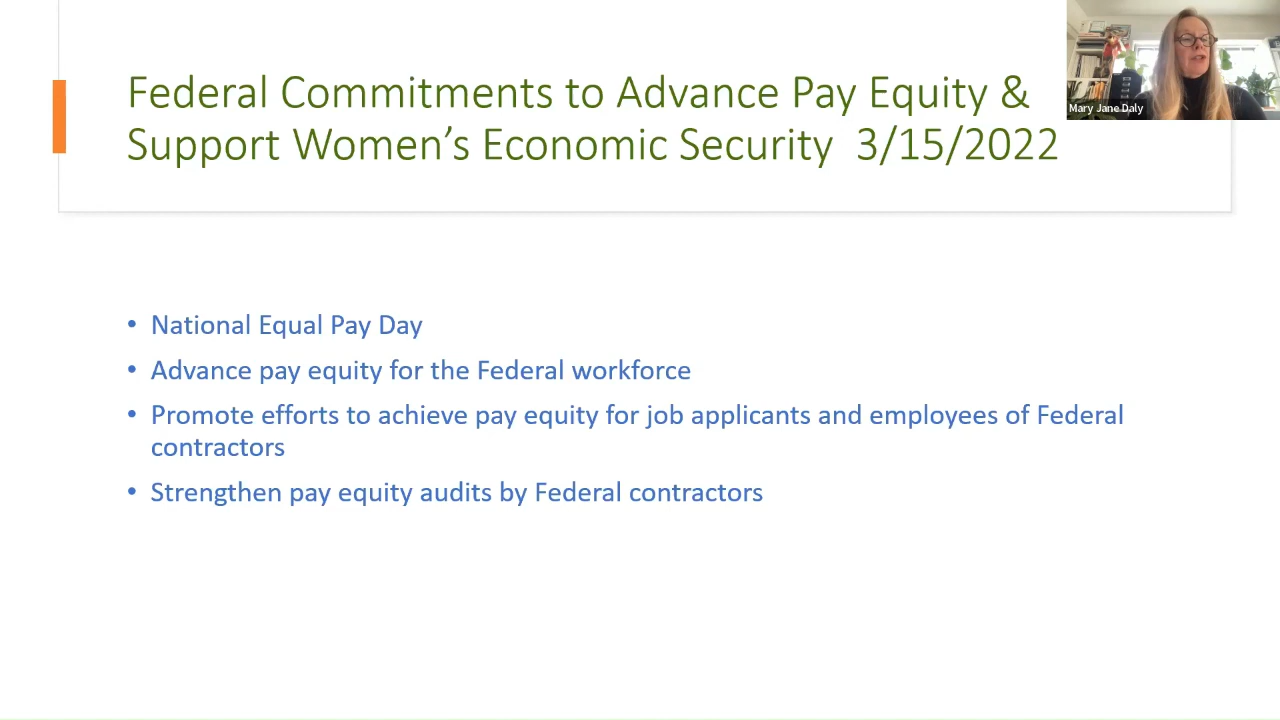 Federal Commitments to Advance Pay Equity &
Support Women's Economic Security 3/15/2022
Mary Jane Daly
• National Equal Pay Day
• Advance pay equity for the Federal workforce
• Promote efforts to achieve pay equity for job applicants and employees of Federal
contractors
• Strengthen pay equity audits by Federal contractors